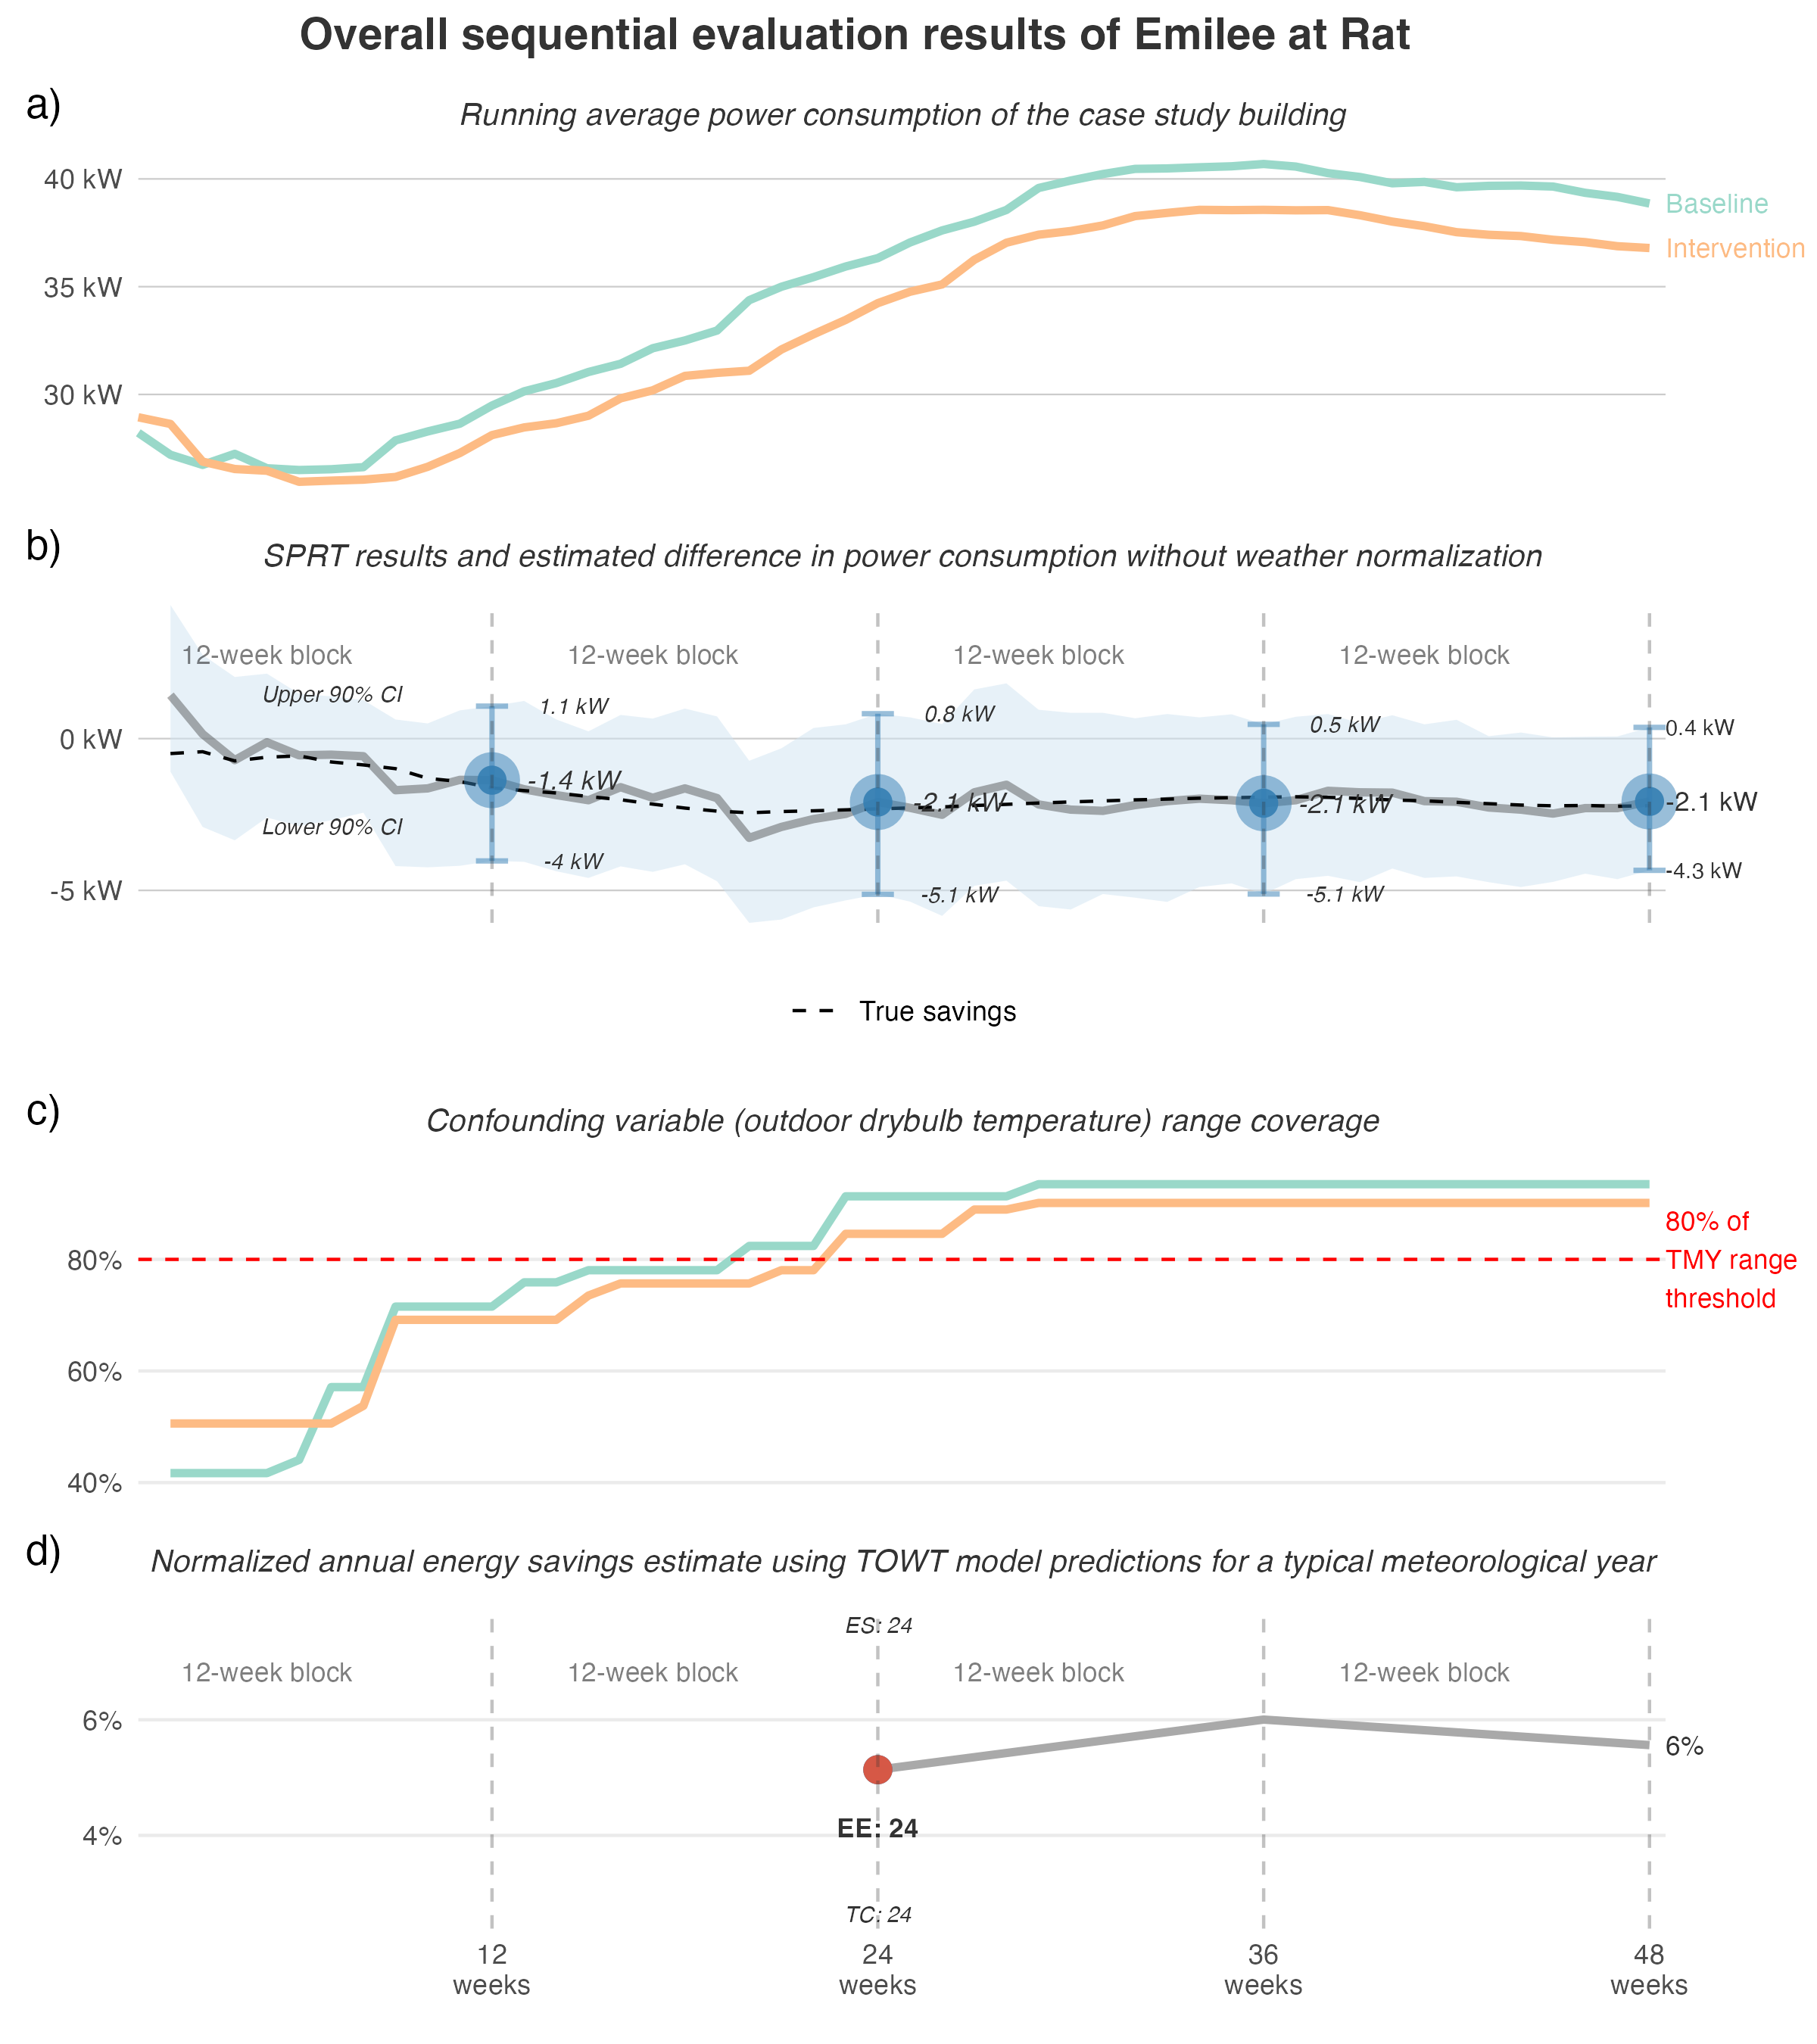 Overall sequential evaluation results of Emilee at Rat
a)
Running average power consumption of the case study building
40 kW
35 kW
30 kW
Baseline
Intervention
b)
SPRT results and estimated difference in power consumption without weather normalization
12-week block
12-week block
12-week block
12-week block
Upper 90% CI
1.1 kW
0.8 kW
0.5 kW
0.4 kW
0 kW
-1.4 kW
-2.1 kW
-2.1 kW
-2.1 kW
Lower 90% CI
-4 kW
-5.1 kW
-5.1 kW
-4.3 kW
-5 kW
True savings
c)
Confounding variable (outdoor drybulb temperature) range coverage
80%
60%
40%
80% of
TMY range
threshold
d)
Normalized annual energy savings estimate using TOWT model predictions for a typical meteorological year
ES: 24
12-week block
12-week block
12-week block
12-week block
6%
6%
4%
EE: 24
TC: 24
12
weeks
24
weeks
36
weeks
48
weeks